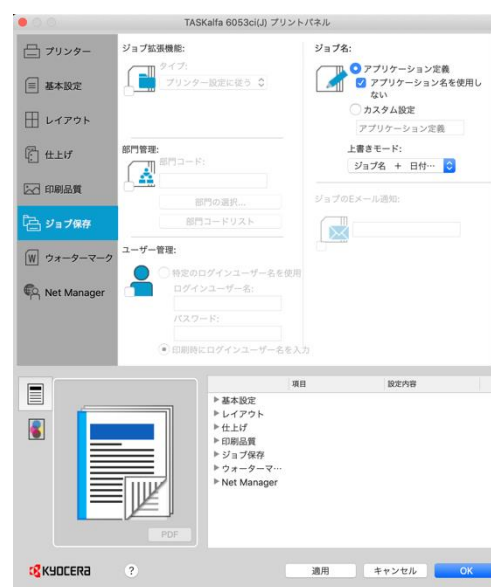 TASKalfa 6053ci(J) プリントパネル
プリンター
基本設定
レイアウト
仕上げ
印刷品質
ジョブ保存
ウォーターマーク
Net Manager
ジョブ拡張機能:
タイプ:
プリンター設定に従う
部門管理:
部門コード:
部門の選択...
部門コードリスト
ユーザー管理:
特定のログインユーザー名を使用
ログインユーザー名:
パスワード:
印刷時にログインユーザー名を入力
ジョブ名:
アプリケーション定義
アプリケーション名を使用し
ない
カスタム設定
アプリケーション定義
上書きモード:
ジョブ名 + 日付…
ジョブのEメール通知:
項目 設定内容
基本設定
レイアウト
仕上げ
印刷品質
ジョブ保存
ウォーターマ…
Net Manager
PDF
KYOCERA
?
適用 キャンセル OK